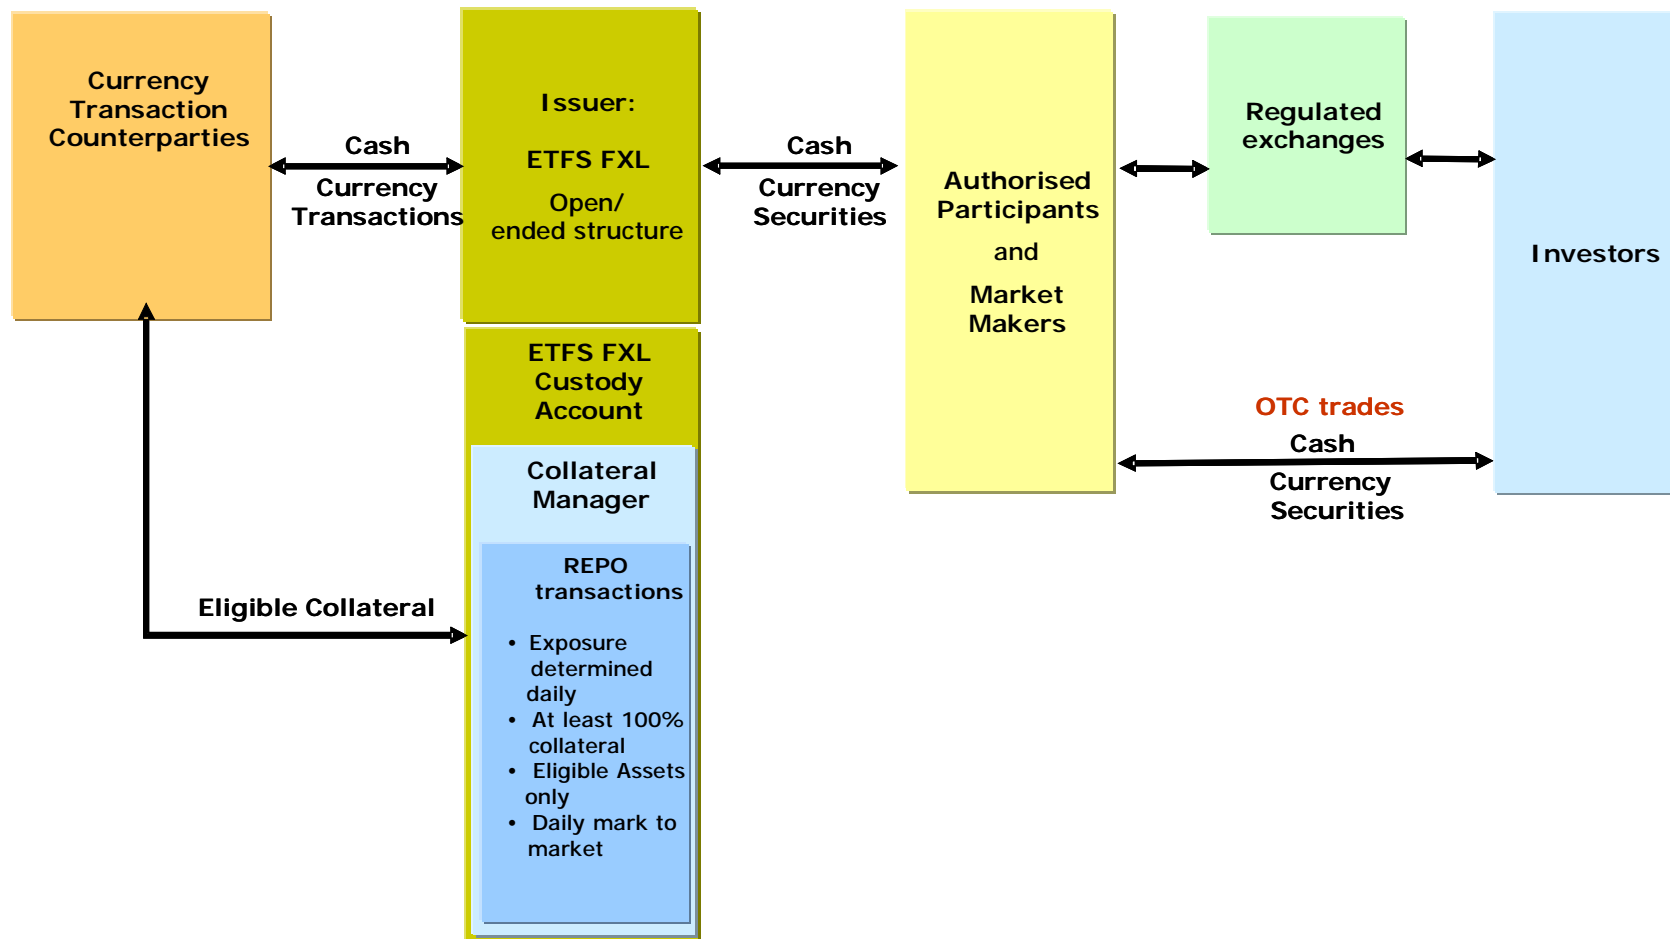 Currency
Transaction
Counterparties
Cash
Currency
Transactions
Issuer:
ETFS FXL
Open/
ended structure
Cash
Currency
Securities
Authorised
Participants
and
Market
Makers
Regulated
exchanges
Investors
OTC trades
Cash
Currency
Securities
ETFS FXL
Custody
Account
Collateral
Manager
REPO
transactions
• Exposure
determined
daily
• At least 100%
collateral
• Eligible Assets
only
• Daily mark to
market
Eligible Collateral